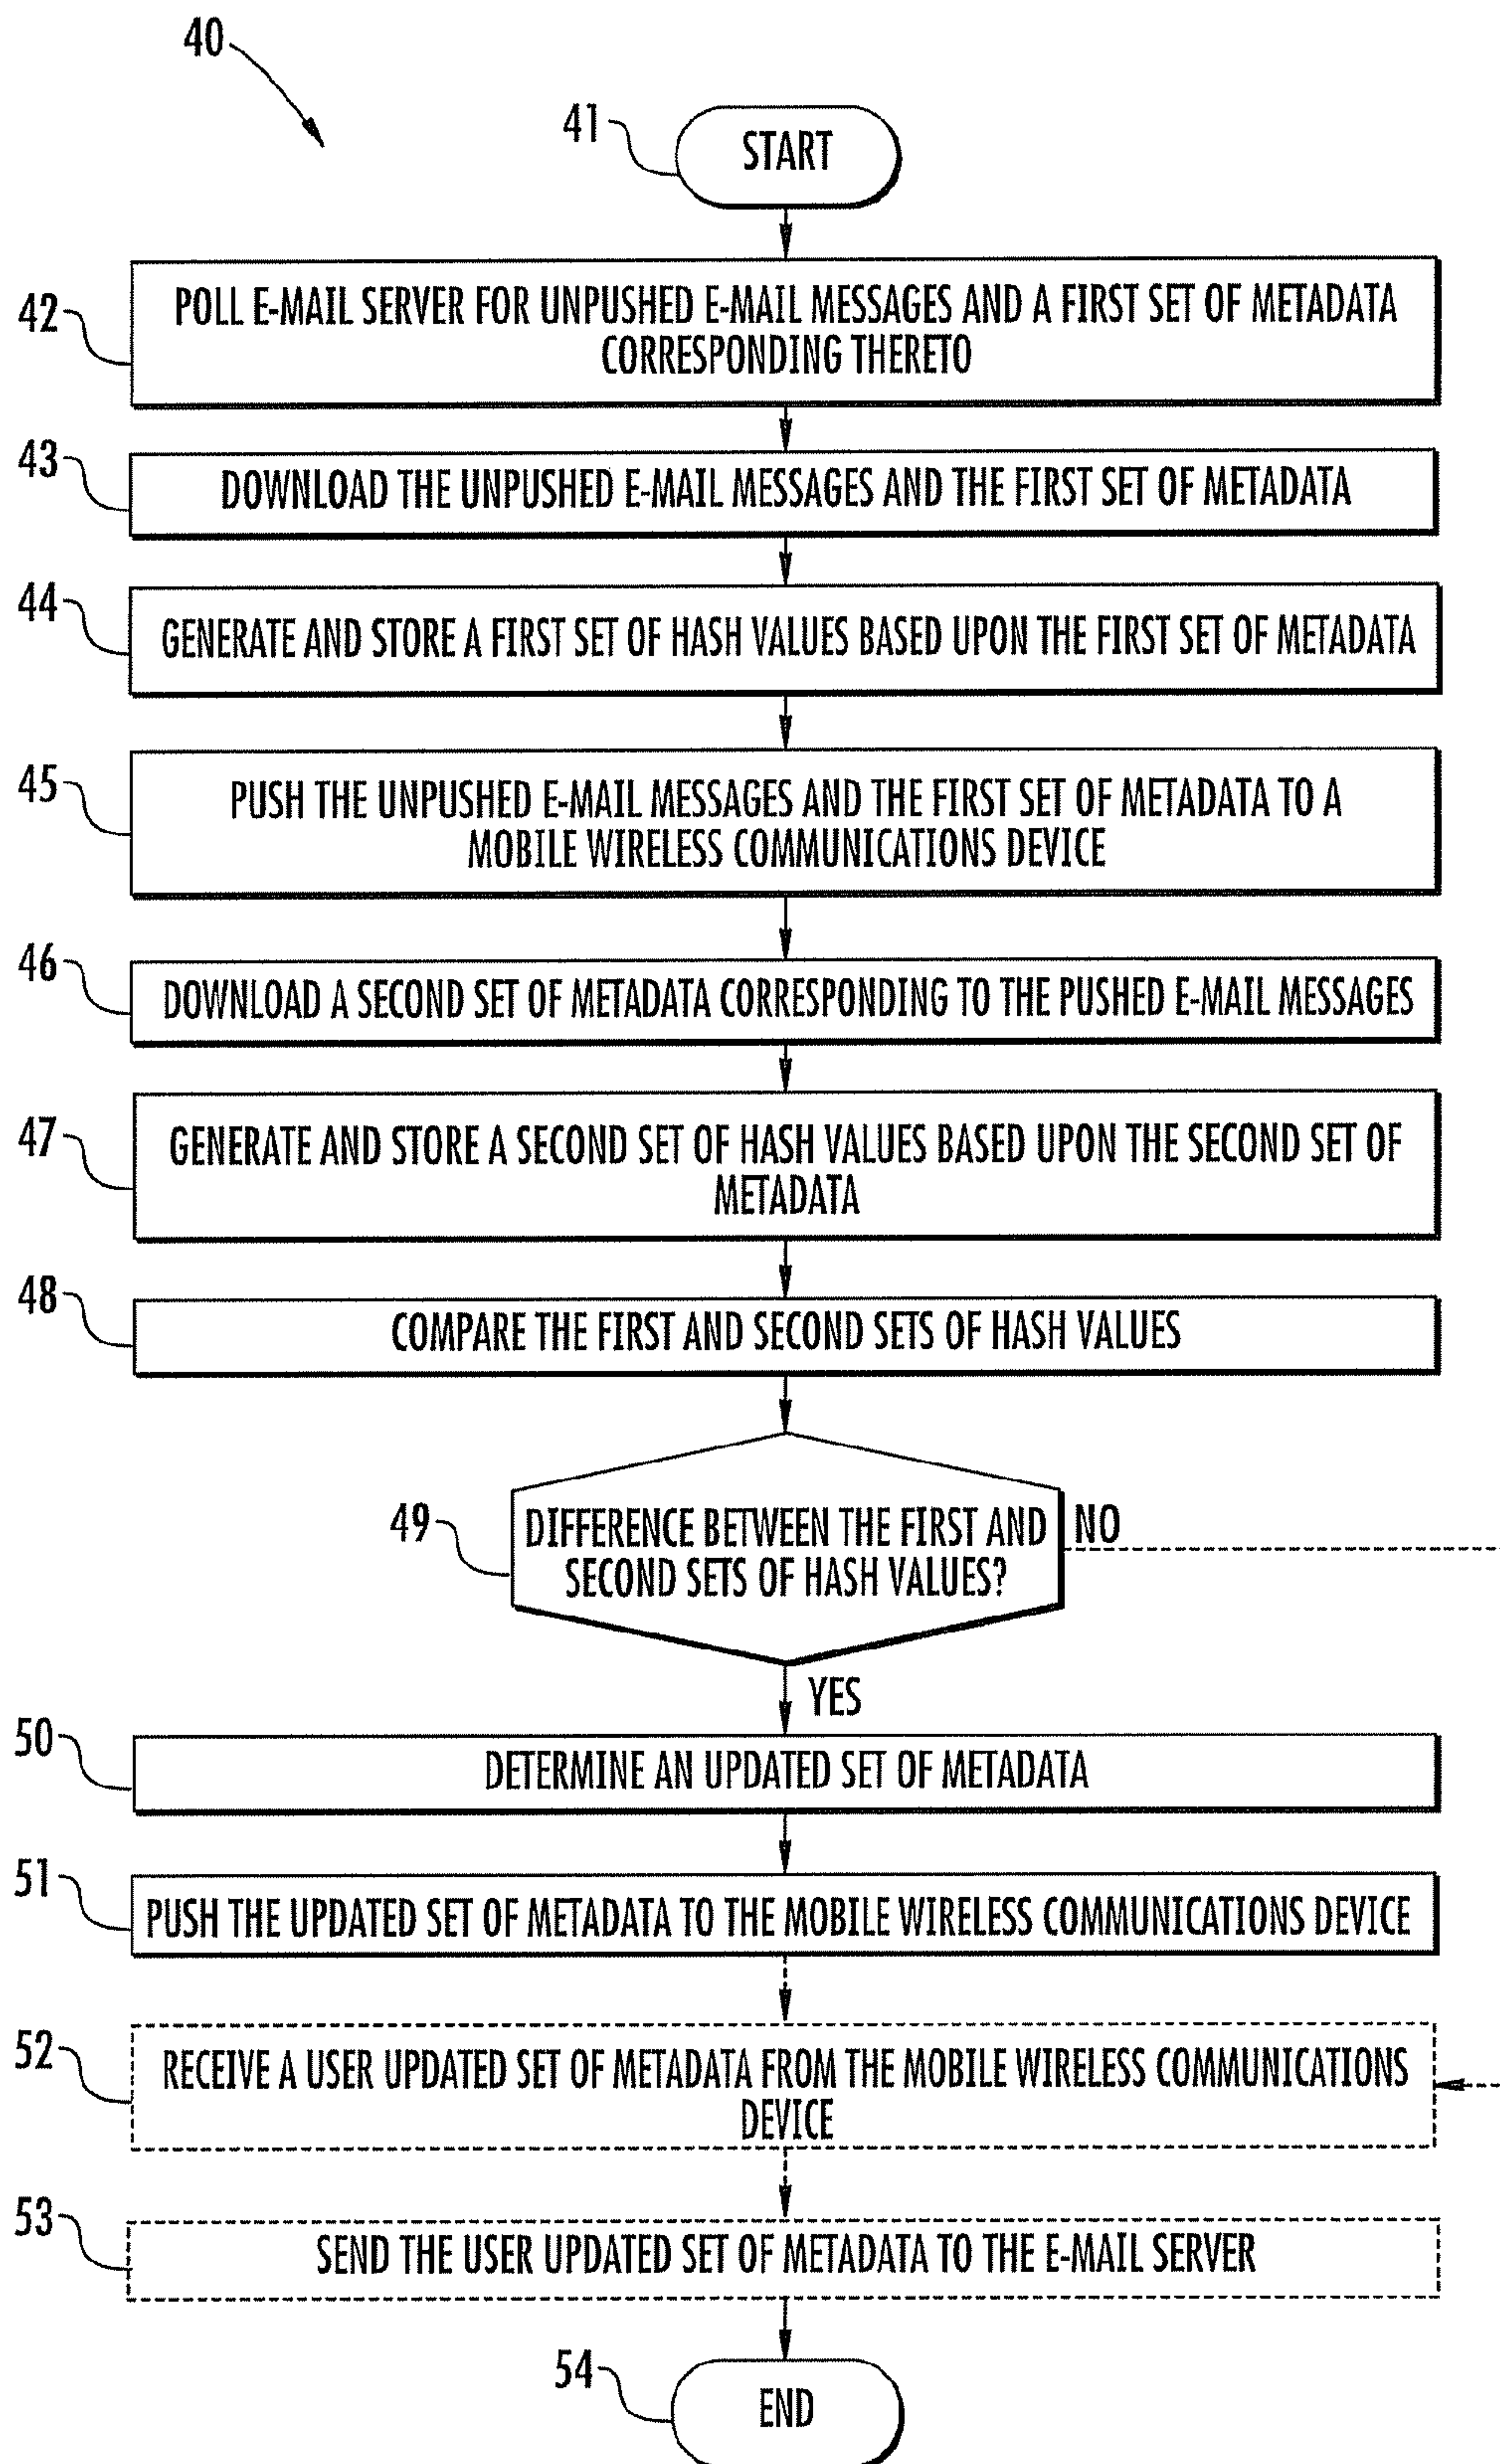 40
41
START
42
POLL E-MAIL SERVER FOR UNPUSHED E-MAIL MESSAGES AND A FIRST SET OF METADATA
CORRESPONDING THERETO
43
DOWNLOAD THE UNPUSHED E-MAIL MESSAGES AND THE FIRST SET OF METADATA
44
GENERATE AND STORE A FIRST SET OF HASH VALUES BASED UPON THE FIRST SET OF METADATA
45
PUSH THE UNPUSHED E-MAIL MESSAGES AND THE FIRST SET OF METADATA TO A
MOBILE WIRELESS COMMUNICATIONS DEVICE
46
DOWNLOAD A SECOND SET OF METADATA CORRESPONDING TO THE PUSHED E-MAIL MESSAGES
47
GENERATE AND STORE A SECOND SET OF HASH VALUES BASED UPON THE SECOND SET OF
METADATA
48
COMPARE THE FIRST AND SECOND SETS OF HASH VALUES
49
DIFFERENCE BETWEEN THE FIRST AND
SECOND SETS OF HASH VALUES?
NO
YES
50
DETERMINE AN UPDATED SET OF METADATA
51
PUSH THE UPDATED SET OF METADATA TO THE MOBILE WIRELESS COMMUNICATIONS DEVICE
52
RECEIVE A USER UPDATED SET OF METADATA FROM THE MOBILE WIRELESS COMMUNICATIONS
DEVICE
53
SEND THE USER UPDATED SET OF METADATA TO THE E-MAIL SERVER
54
END